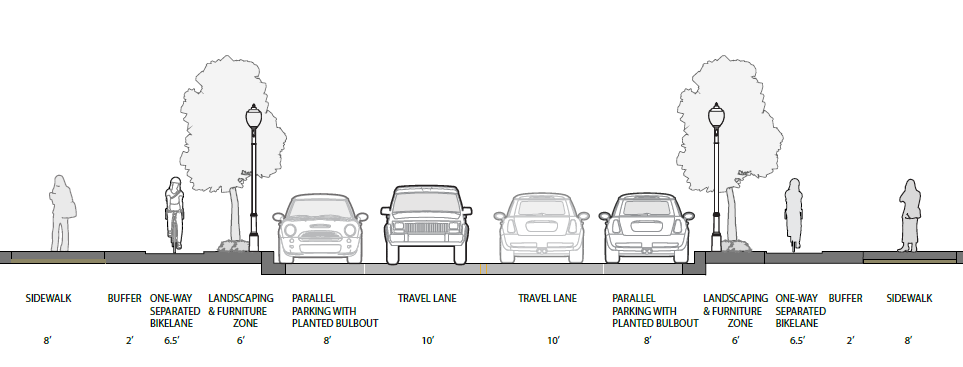 SIDEWALK
8’
BUFFER
2’
ONE-WAY
SEPARATED
BIKELANE
6.5’
LANDSCAPING
& FURNITURE
ZONE
6’
PARALLEL
PARKING WITH
PLANTED BULBOUT
8’
TRAVEL LANE
10’
TRAVEL LANE
10’
PARALLEL
PARKING WITH
PLANTED BULBOUT
8’
LANDSCAPING
& FURNITURE
ZONE
6’
ONE-WAY
SEPARATED
BIKELANE
6.5’
BUFFER
2’
SIDEWALK
8’